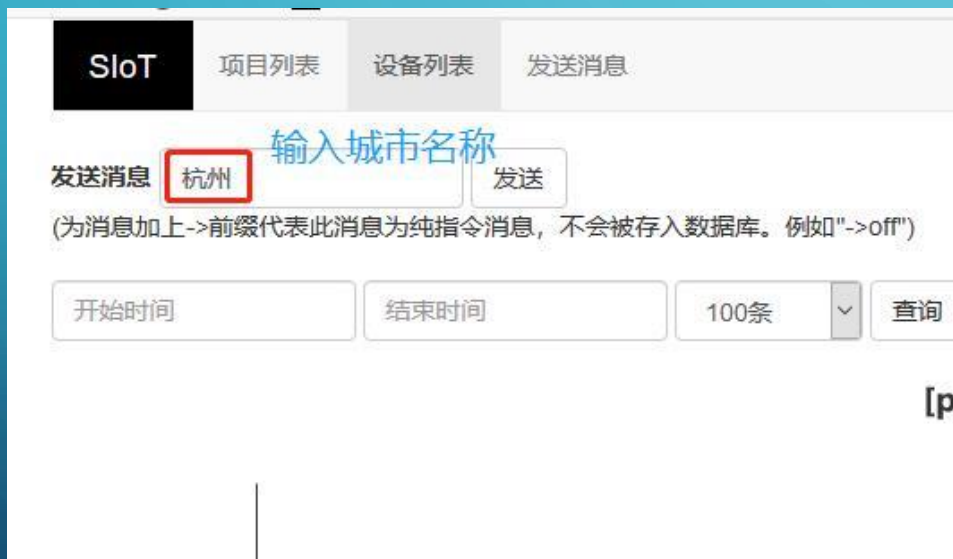 SIoT 项目列表 设备列表 发送消息
输入城市名称
发送消息 杭州 发送
(为消息加上->前缀代表此消息为纯指令消息，不会被存入数据库。例如"->off")
开始时间 结束时间 100条 查询
[p